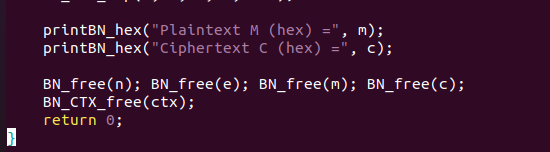 printBN_hex("Plaintext M (hex) =", m);
printBN_hex("Ciphertext C (hex) =", c);
BN_free(n); BN_free(e); BN_free(m); BN_free(c);
BN_CTX_free(ctx);
return 0;
}